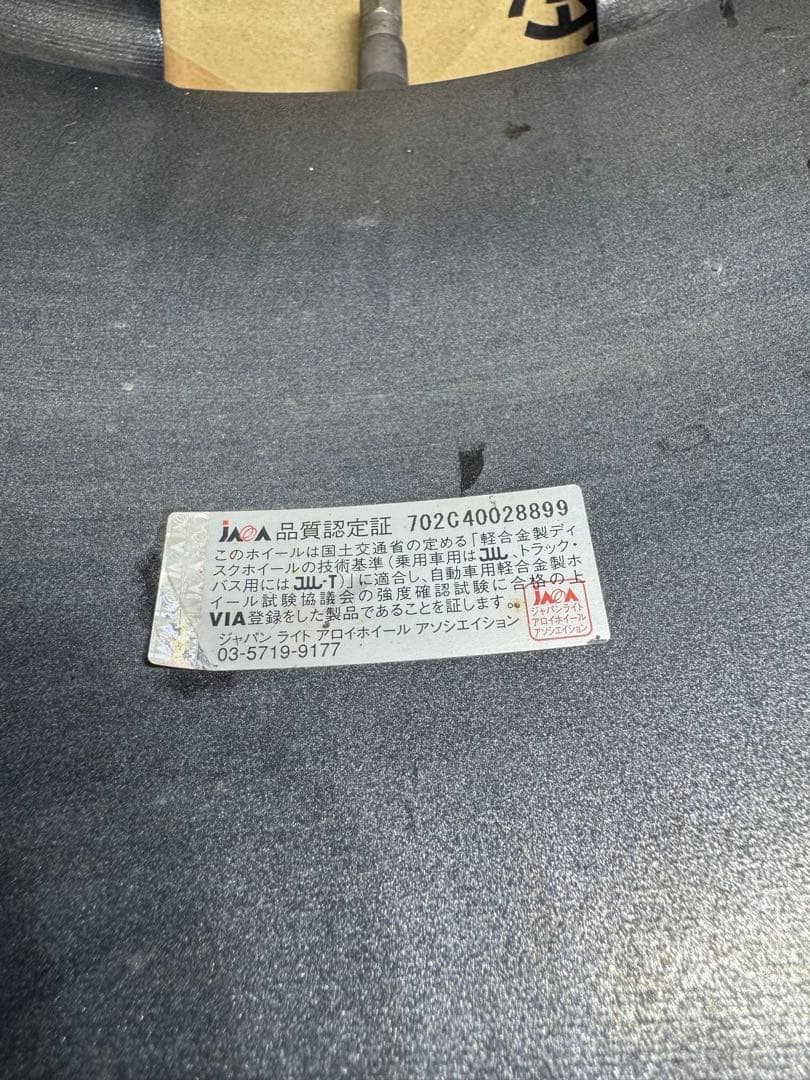 JAWA 品質認定証 702C40028899
このホイールは国土交通省の定める「軽合金製ディ
スクホイールの技術基準(乗用車用はJWL、トラック・
バス用にはJWL-T)」に適合し、自動車用軽合金製ホ
イール試験協議会の強度確認試験に合格の上
VIA登録をした製品であることを証します。
ジャパン ライト アロイホイール アソシエイション
03-5719-9177
JAWA
ジャパンライト
アロイホイール
アソシエイション